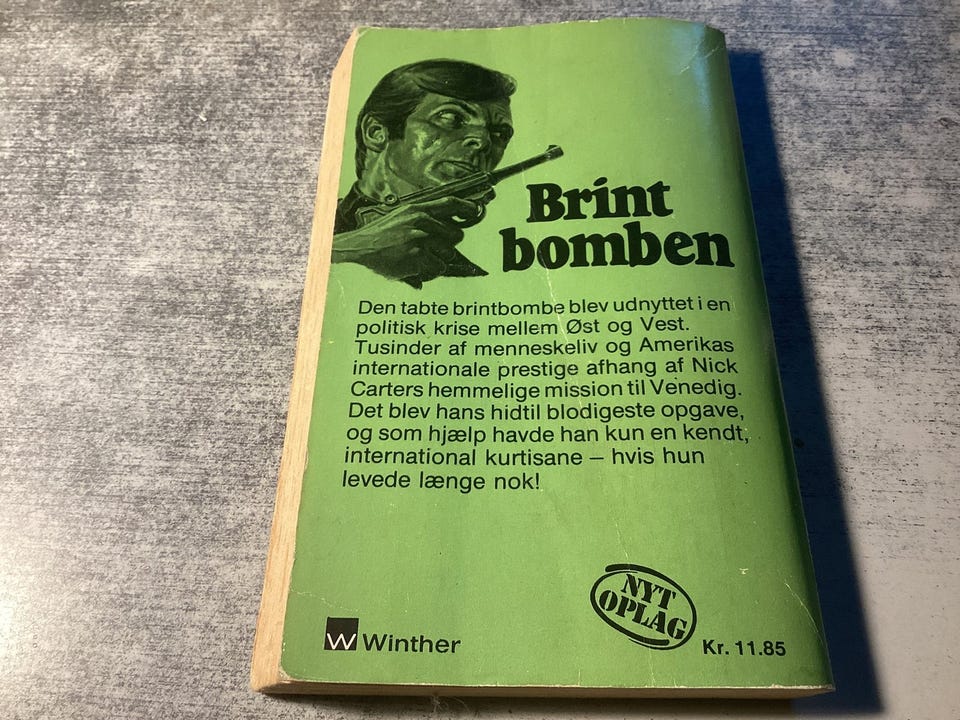 Brint
bomben
Den tabte brintbombe blev udnyttet i en
politisk krise mellem Øst og Vest.
Tusinder af menneskeliv og Amerikas
internationale prestige afhang af Nick
Carters hemmelige mission til Venedig.
Det blev hans hidtil blodigeste opgave,
og som hjælp havde han kun en kendt,
international kurtisane – hvis hun
levede længe nok!
NYT
OPLAG
W Winther
Kr. 11.85